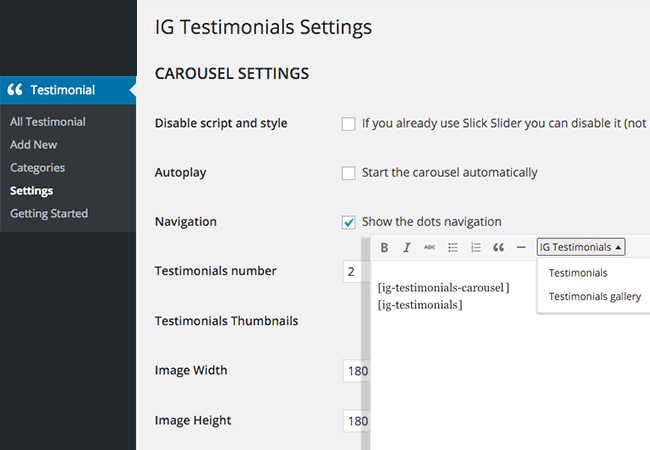 IG Testimonials Settings
CAROUSEL SETTINGS
Testimonial
All Testimonial
Add New
Categories
Settings
Getting Started
Disable script and style
If you already use Slick Slider you can disable it (not
Autoplay
Start the carousel automatically
Navigation
Show the dots navigation
B I ABC IG Testimonials
Testimonials
Testimonials gallery
[ig-testimonials-carousel]
[ig-testimonials]
Testimonials number
2
Testimonials Thumbnails
Image Width
180
Image Height
180